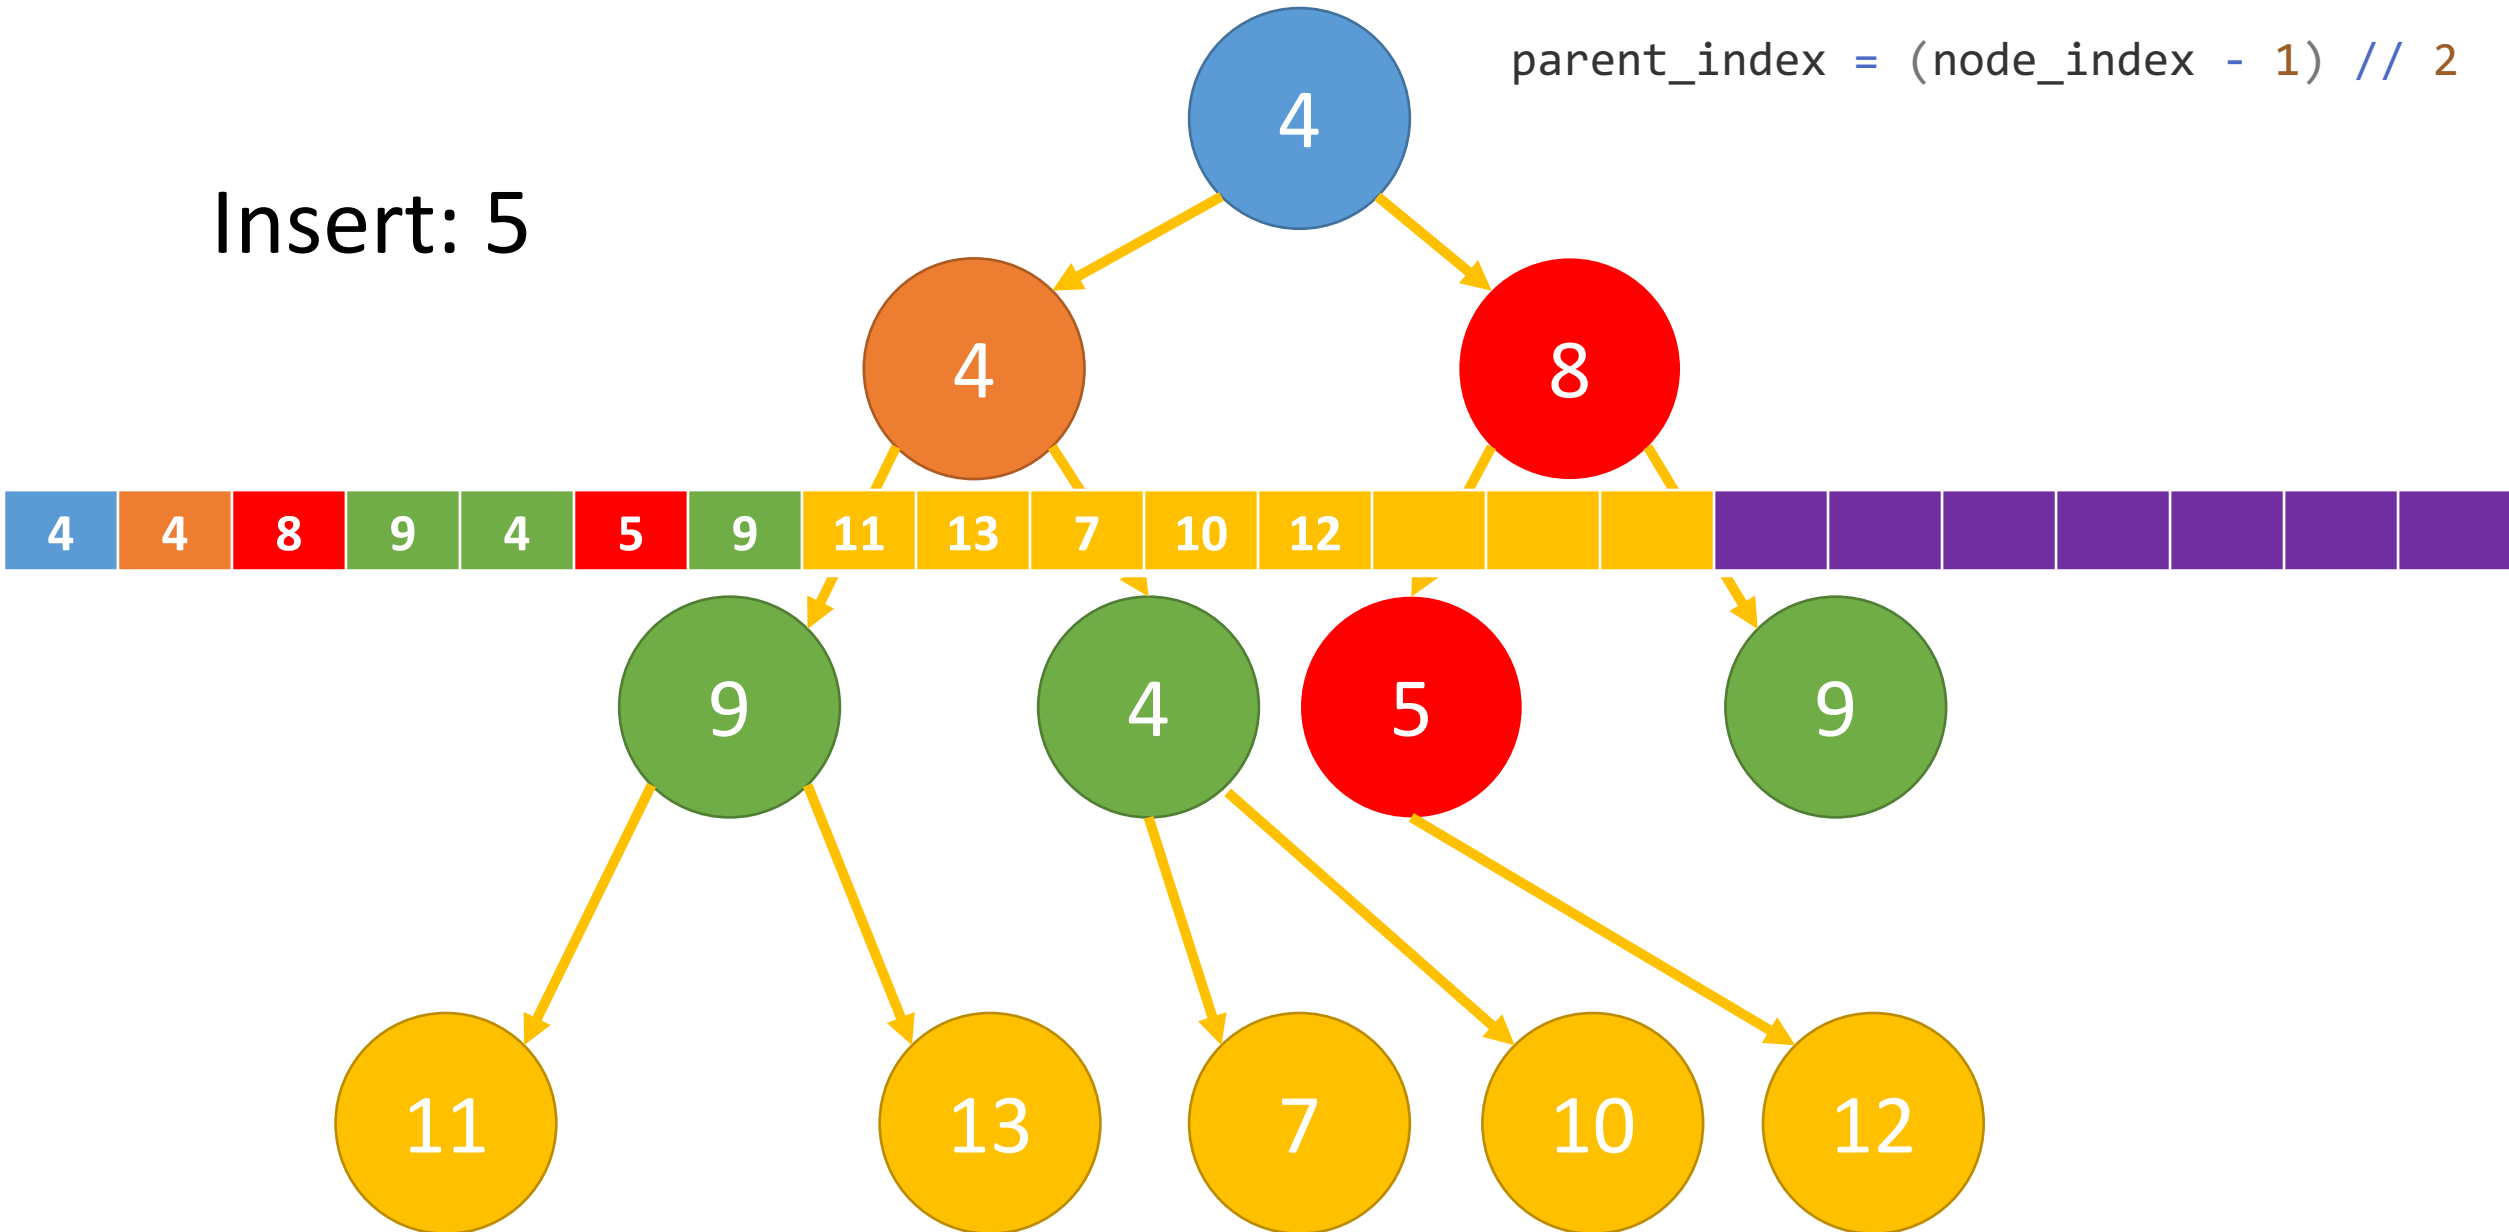 parent_index = (node_index - 1) // 2
4
Insert: 5
4 8
4 4 8 9 4 5 9 11 13 7 10 12
9 4 5 9
11 13 7 10 12